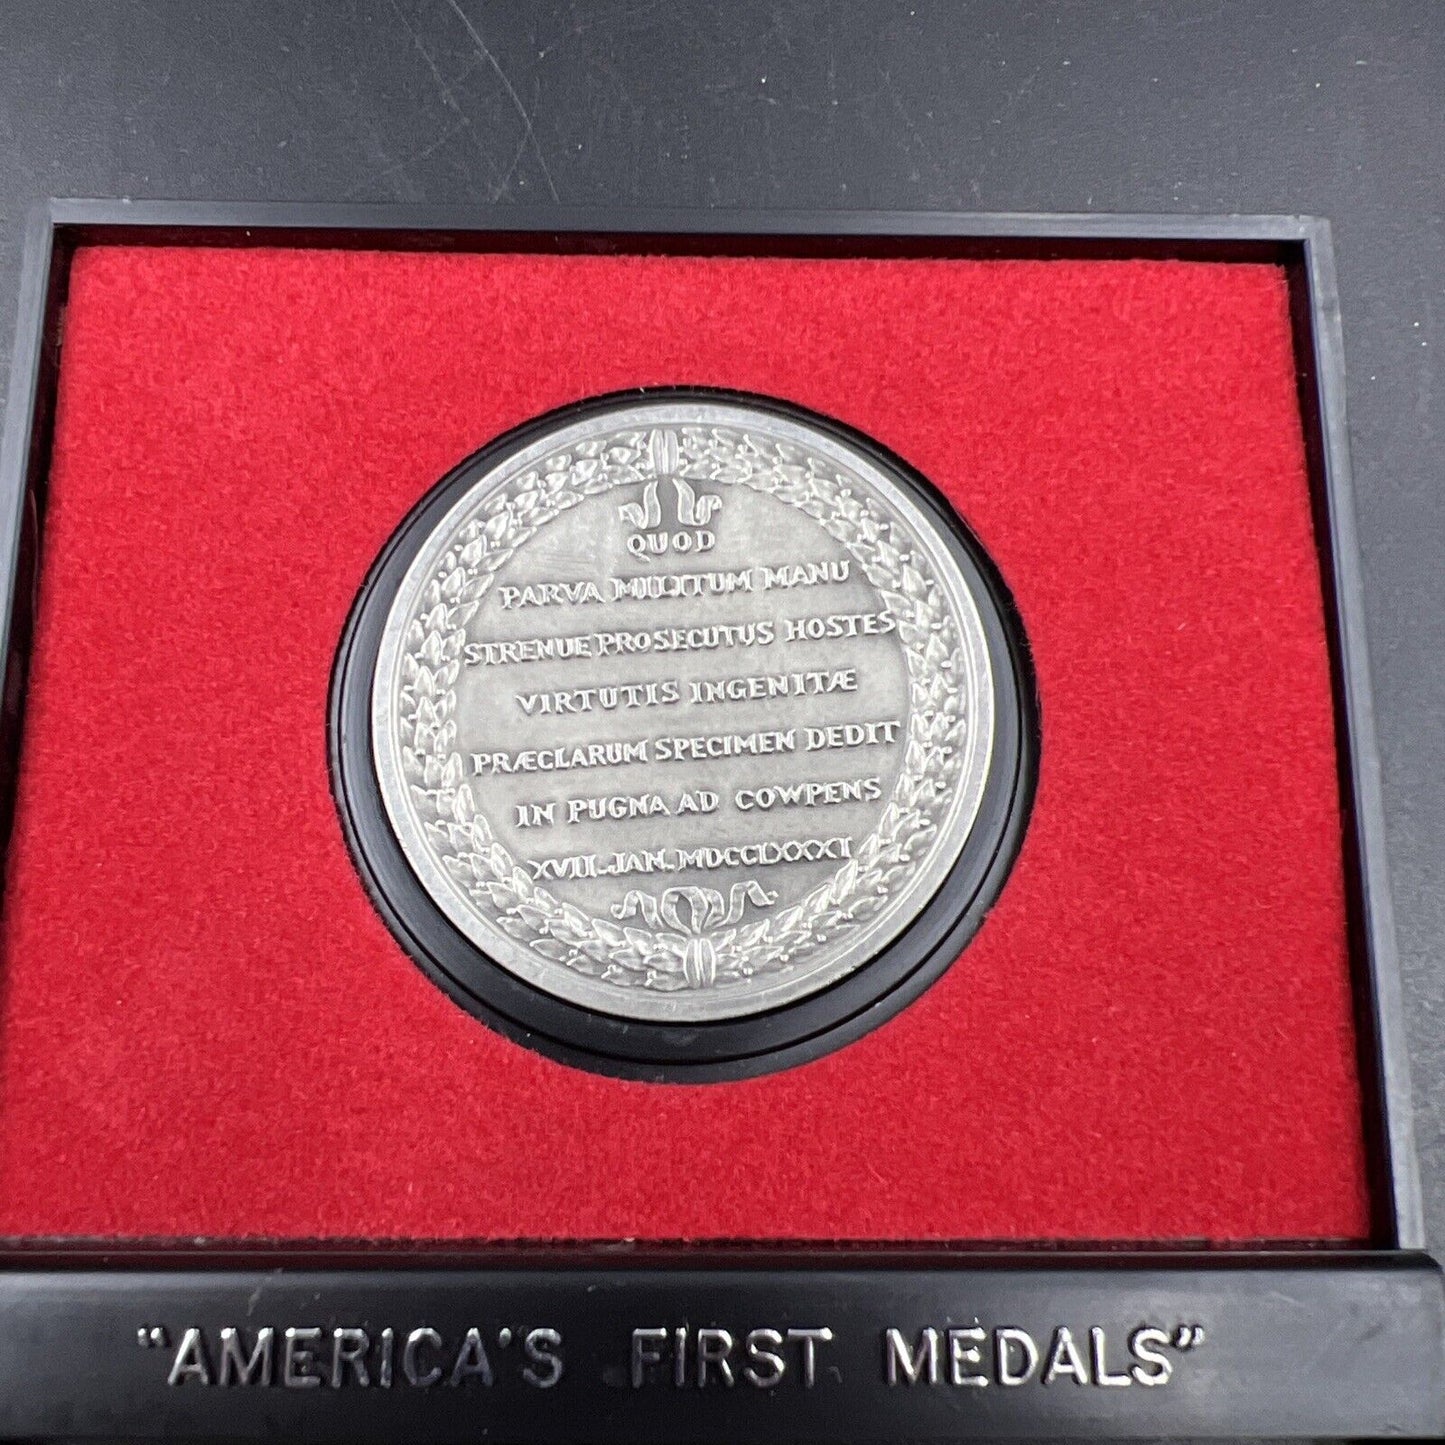 QUOD
PARVA MILITUM MANU
STRENUE PROSECUTUS HOSTES
VIRTUTIS INGENITÆ
PRÆCLARUM SPECIMEN DEDIT
IN PUGNA AD COWPENS
XVII. JAN. MDCCLXXXI
"AMERICA'S FIRST MEDALS"